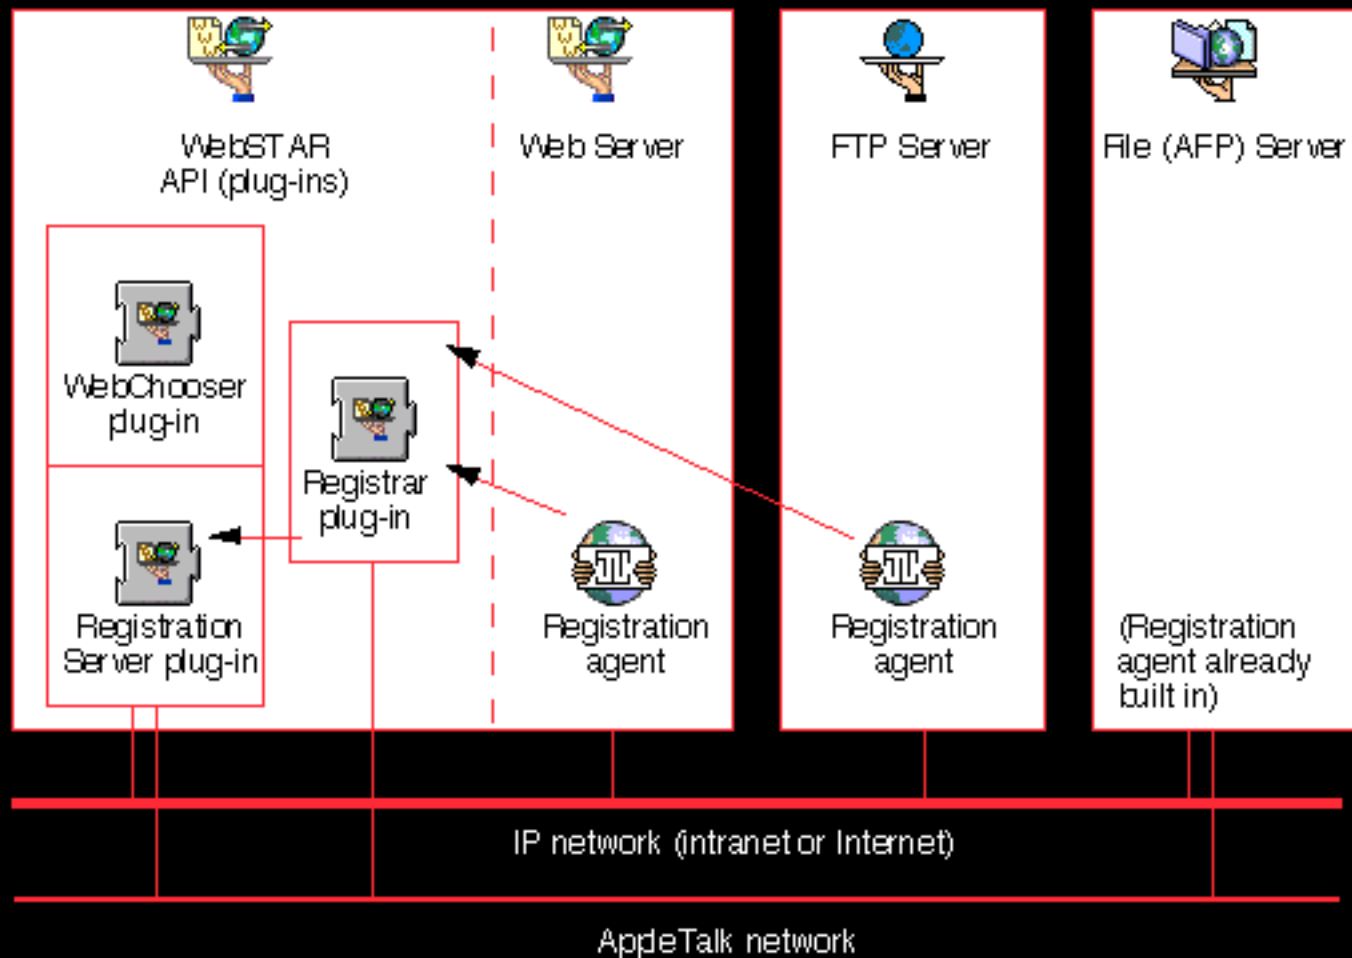 WebSTAR
API (plug-ins)
Web Server
FTP Server
File (AFP) Server
WebChooser
plug-in
Registrar
plug-in
Registration
Server plug-in
Registration
agent
Registration
agent
(Registration
agent already
built in)
IP network (intranet or Internet)
AppleTalk network